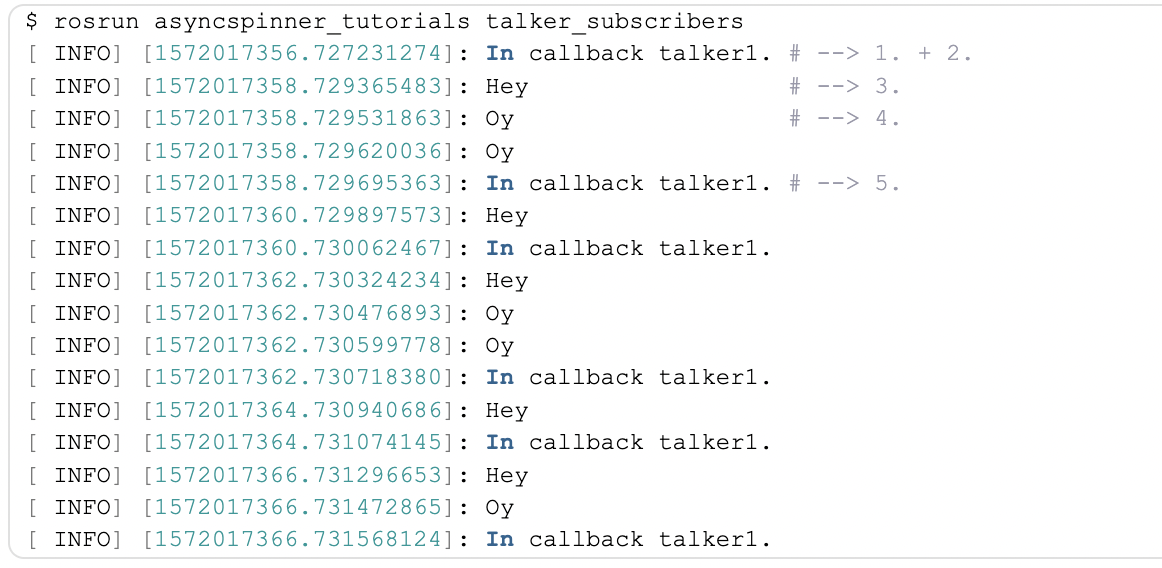 $ rosrun asyncspinner_tutorials talker_subscribers
[ INFO] [1572017356.727231274]: In callback talker1. # --> 1. + 2.
[ INFO] [1572017358.729365483]: Hey                  # --> 3.
[ INFO] [1572017358.729531863]: Oy                   # --> 4.
[ INFO] [1572017358.729620036]: Oy
[ INFO] [1572017358.729695363]: In callback talker1. # --> 5.
[ INFO] [1572017360.729897573]: Hey
[ INFO] [1572017360.730062467]: In callback talker1.
[ INFO] [1572017362.730324234]: Hey
[ INFO] [1572017362.730476893]: Oy
[ INFO] [1572017362.730599778]: Oy
[ INFO] [1572017362.730718380]: In callback talker1.
[ INFO] [1572017364.730940686]: Hey
[ INFO] [1572017364.731074145]: In callback talker1.
[ INFO] [1572017366.731296653]: Hey
[ INFO] [1572017366.731472865]: Oy
[ INFO] [1572017366.731568124]: In callback talker1.